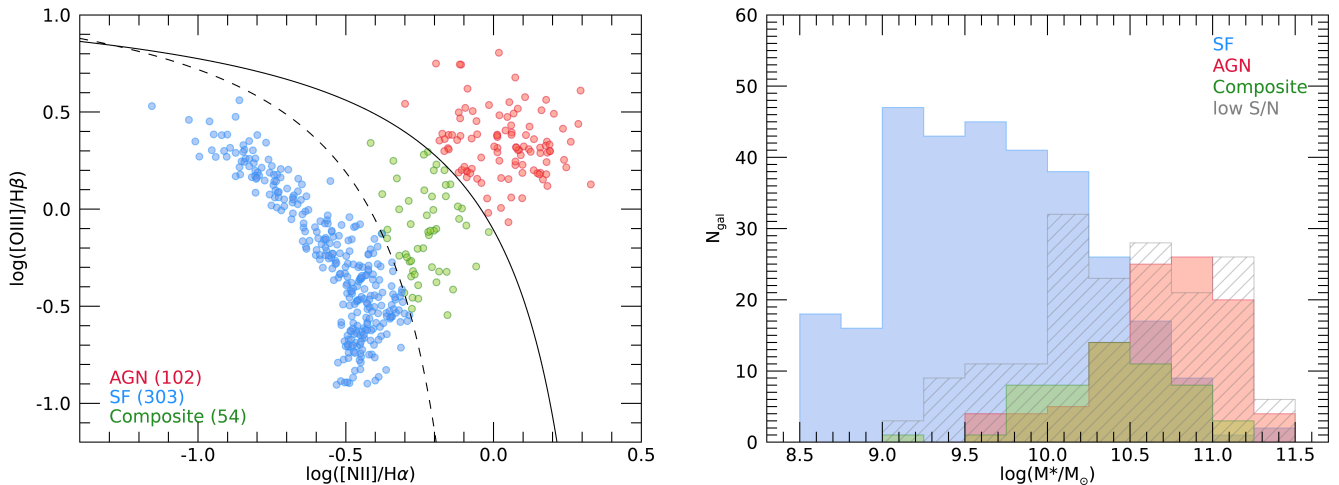 1.0
0.5
0.0
-0.5
-1.0
log([OIII]/Hβ)
AGN (102)
SF (303)
Composite (54)
-1.0 -0.5 0.0 0.5
log([NII]/Hα)
60
50
40
30
20
10
0
N_gal
SF
AGN
Composite
low S/N
8.5 9.0 9.5 10.0 10.5 11.0 11.5
log(M*/M☉)